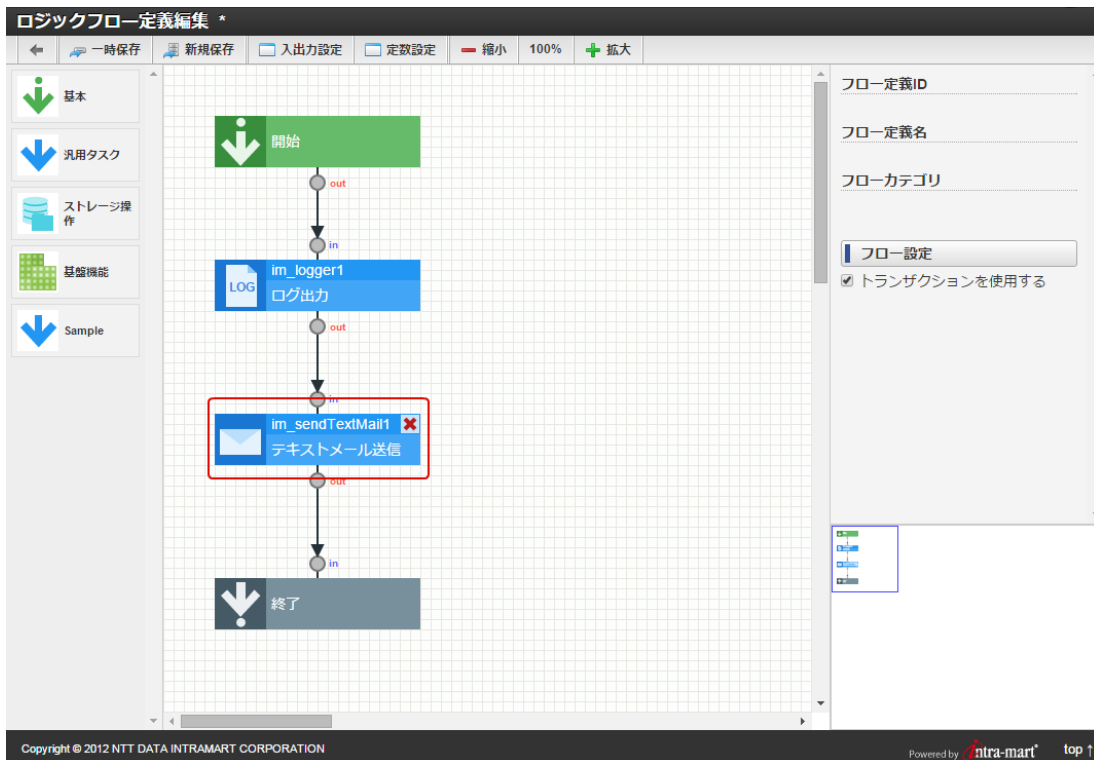 ロジックフロー定義編集 *
一時保存 新規保存 入出力設定 定数設定 縮小 100% 拡大
基本
汎用タスク
ストレージ操
作
基盤機能
Sample
開始
out
in
im_logger1
LOG
ログ出力
out
in
im_sendTextMail1
テキストメール送信
out
in
終了
フロー定義ID
フロー定義名
フローカテゴリ
フロー設定
トランザクションを使用する
Copyright © 2012 NTT DATA INTRAMART CORPORATION
Powered by intra-mart
top ↑